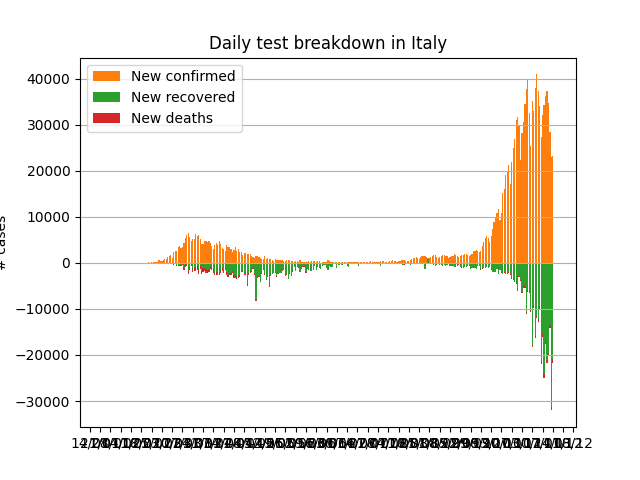 Daily test breakdown in Italy
New confirmed
New recovered
New deaths
40000
30000
20000
10000
0
−10000
−20000
−30000
# cases